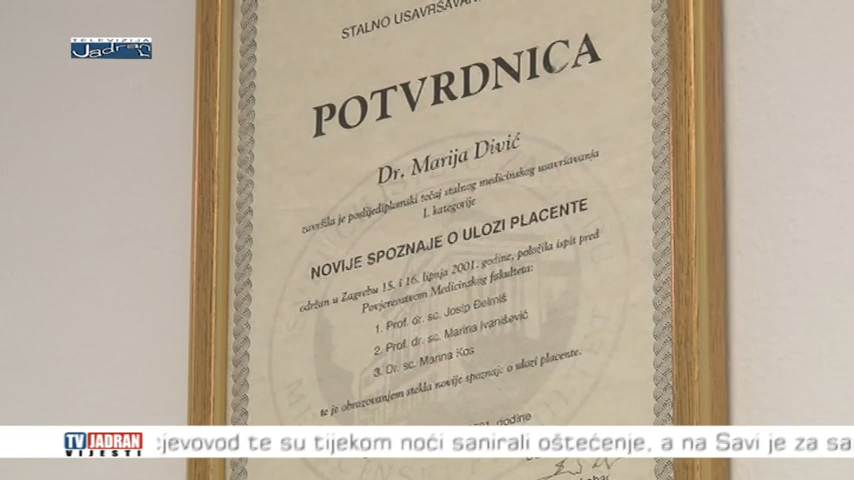 TELEVIZIJA
Jadran
STALNO USAVRŠAVAN
POTVRDNICA
Dr. Marija Divić
završila je poslijediplomski tečaj stalnog medicinskog usavršavanja
I. kategorije
NOVIJE SPOZNAJE O ULOZI PLACENTE
održan u Zagrebu 15. i 16. lipnja 2001. godine, položila ispit pred
Povjerenstvom Medicinskog fakulteta:
1. Prof. dr. sc. Josip Đelmiš
2. Prof. dr. sc. Marina Ivanišević
3. Dr. sc. Marina Kos
te je obrazovanjem stekla novije spoznaje o ulozi placente.
godine
TV JADRAN
VIJESTI
cjevovod te su tijekom noći sanirali oštećenje, a na Savi je za sa